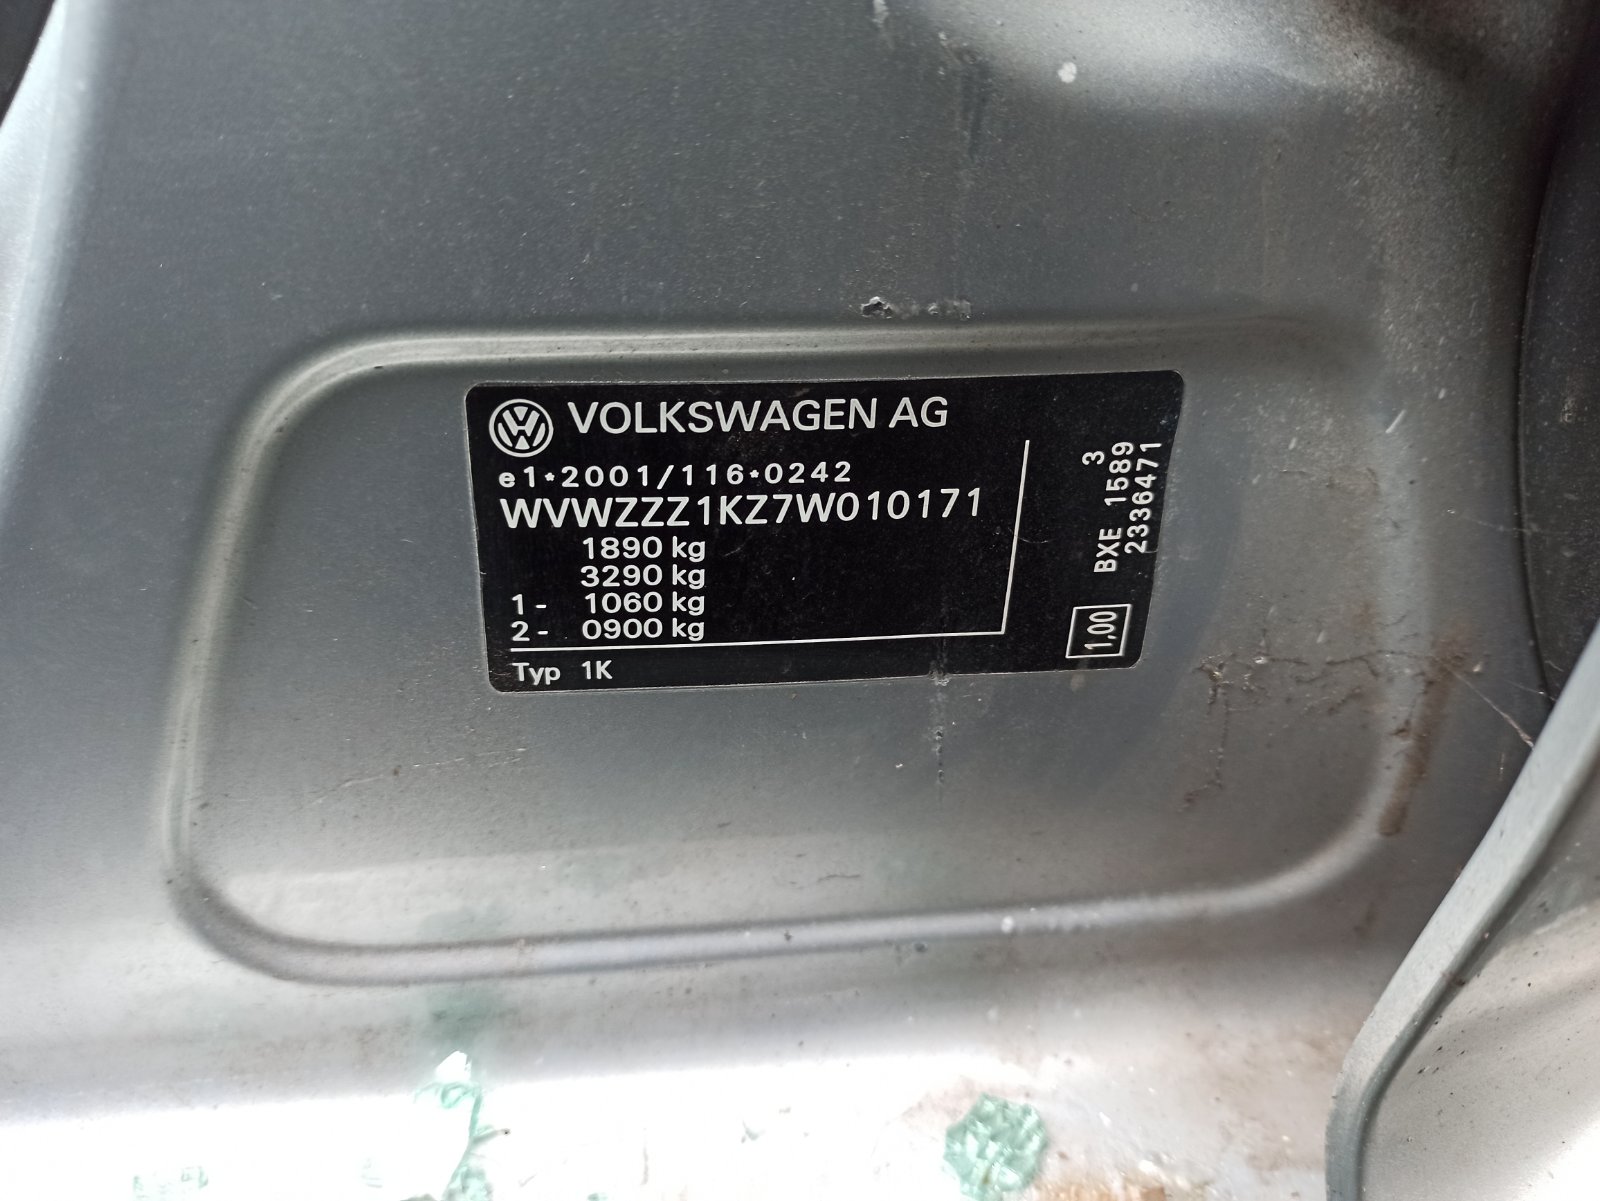 VOLKSWAGEN AG
e1*2001/116*0242
WVWZZZ1KZ7W010171
1890 kg
3290 kg
1- 1060 kg
2- 0900 kg
Typ 1K
3
BXE 1589
2336471
1,00